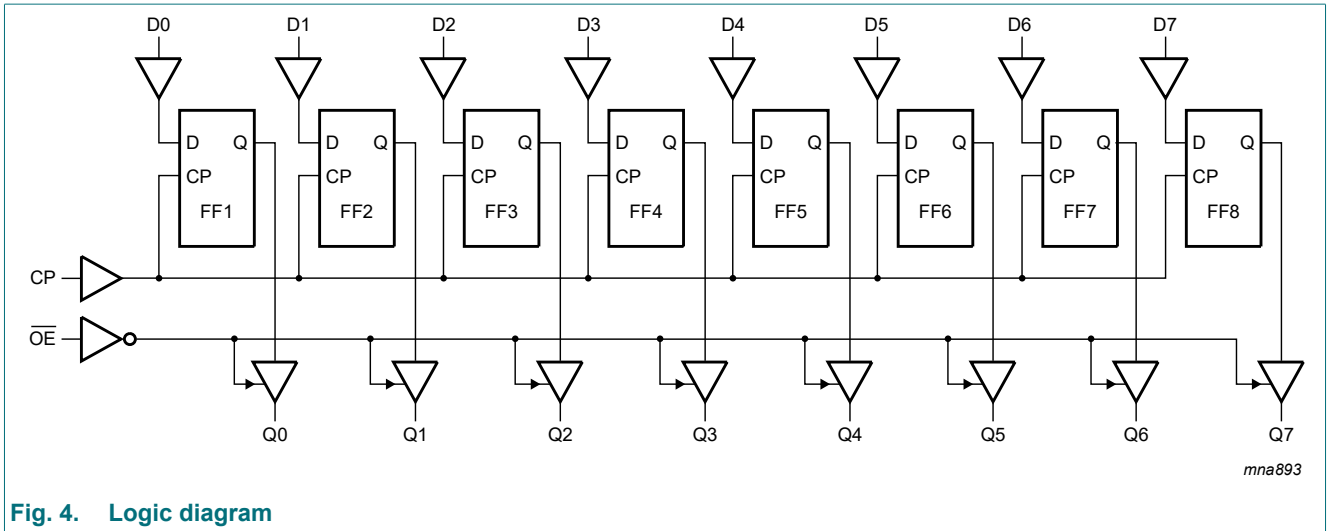 D0 D1 D2 D3 D4 D5 D6 D7
D Q D Q D Q D Q D Q D Q D Q D Q
CP CP CP CP CP CP CP CP
FF1 FF2 FF3 FF4 FF5 FF6 FF7 FF8
CP
O̅E̅
Q0 Q1 Q2 Q3 Q4 Q5 Q6 Q7
mna893
Fig. 4. Logic diagram